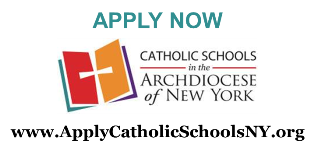 APPLY NOW
CATHOLIC SCHOOLS
in the
ARCHDIOCESE
of NEW YORK
www.ApplyCatholicSchoolsNY.org